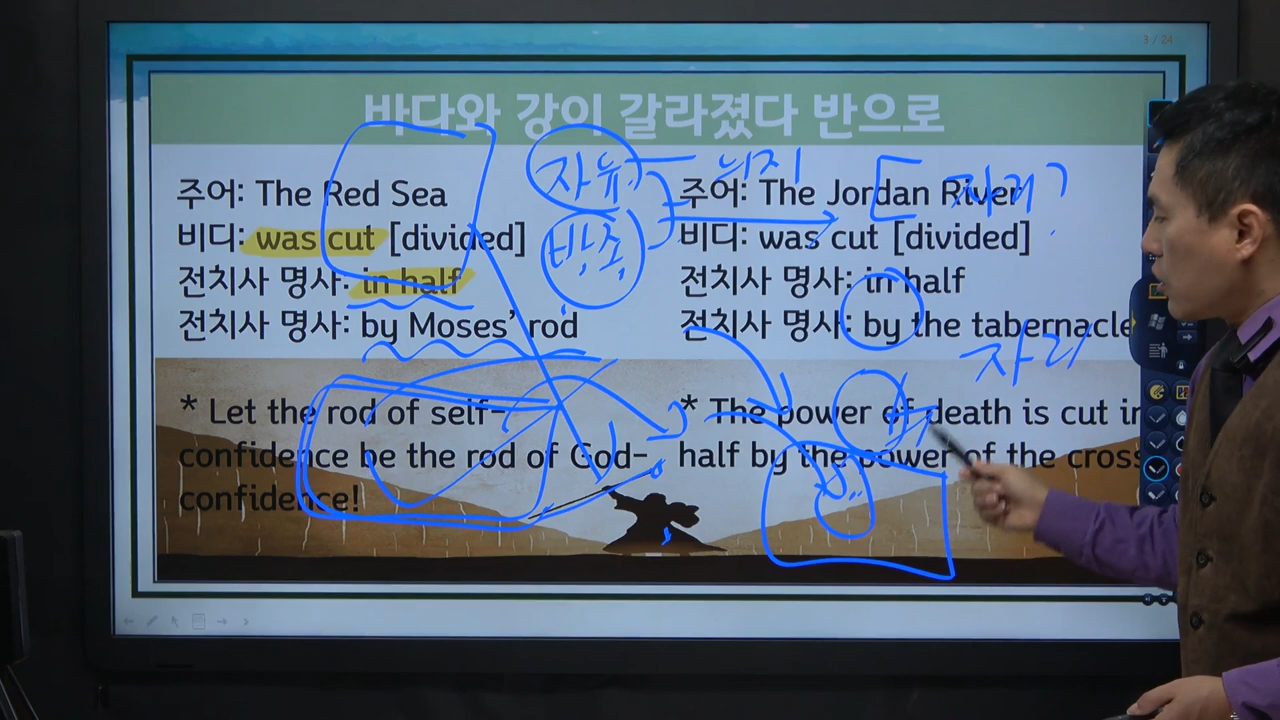 3 / 24
바다와 강이 갈라졌다 반으로
주어: The Red Sea
비디: was cut [divided]
전치사 명사: in half
전치사 명사: by Moses' rod
* Let the rod of self-
confidence be the rod of God-
confidence!
주어: The Jordan River
비디: was cut [divided]
전치사 명사: in half
전치사 명사: by the tabernacle
* The power of death is cut in
half by the power of the cross
자유
방종
자리?
자리